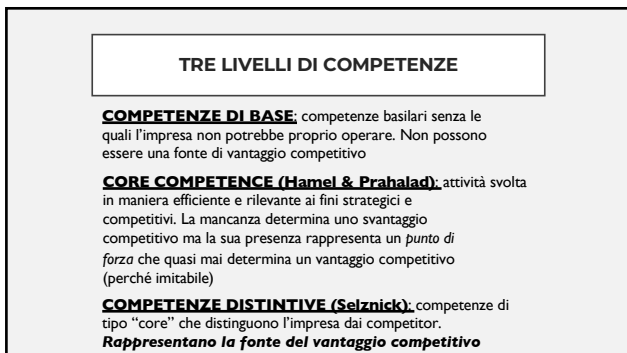 TRE LIVELLI DI COMPETENZE
COMPETENZE DI BASE: competenze basilari senza le
quali l'impresa non potrebbe proprio operare. Non possono
essere una fonte di vantaggio competitivo
CORE COMPETENCE (Hamel & Prahalad): attività svolta
in maniera efficiente e rilevante ai fini strategici e
competitivi. La mancanza determina uno svantaggio
competitivo ma la sua presenza rappresenta un punto di
forza che quasi mai determina un vantaggio competitivo
(perché imitabile)
COMPETENZE DISTINTIVE (Selznick): competenze di
tipo “core” che distinguono l'impresa dai competitor.
Rappresentano la fonte del vantaggio competitivo